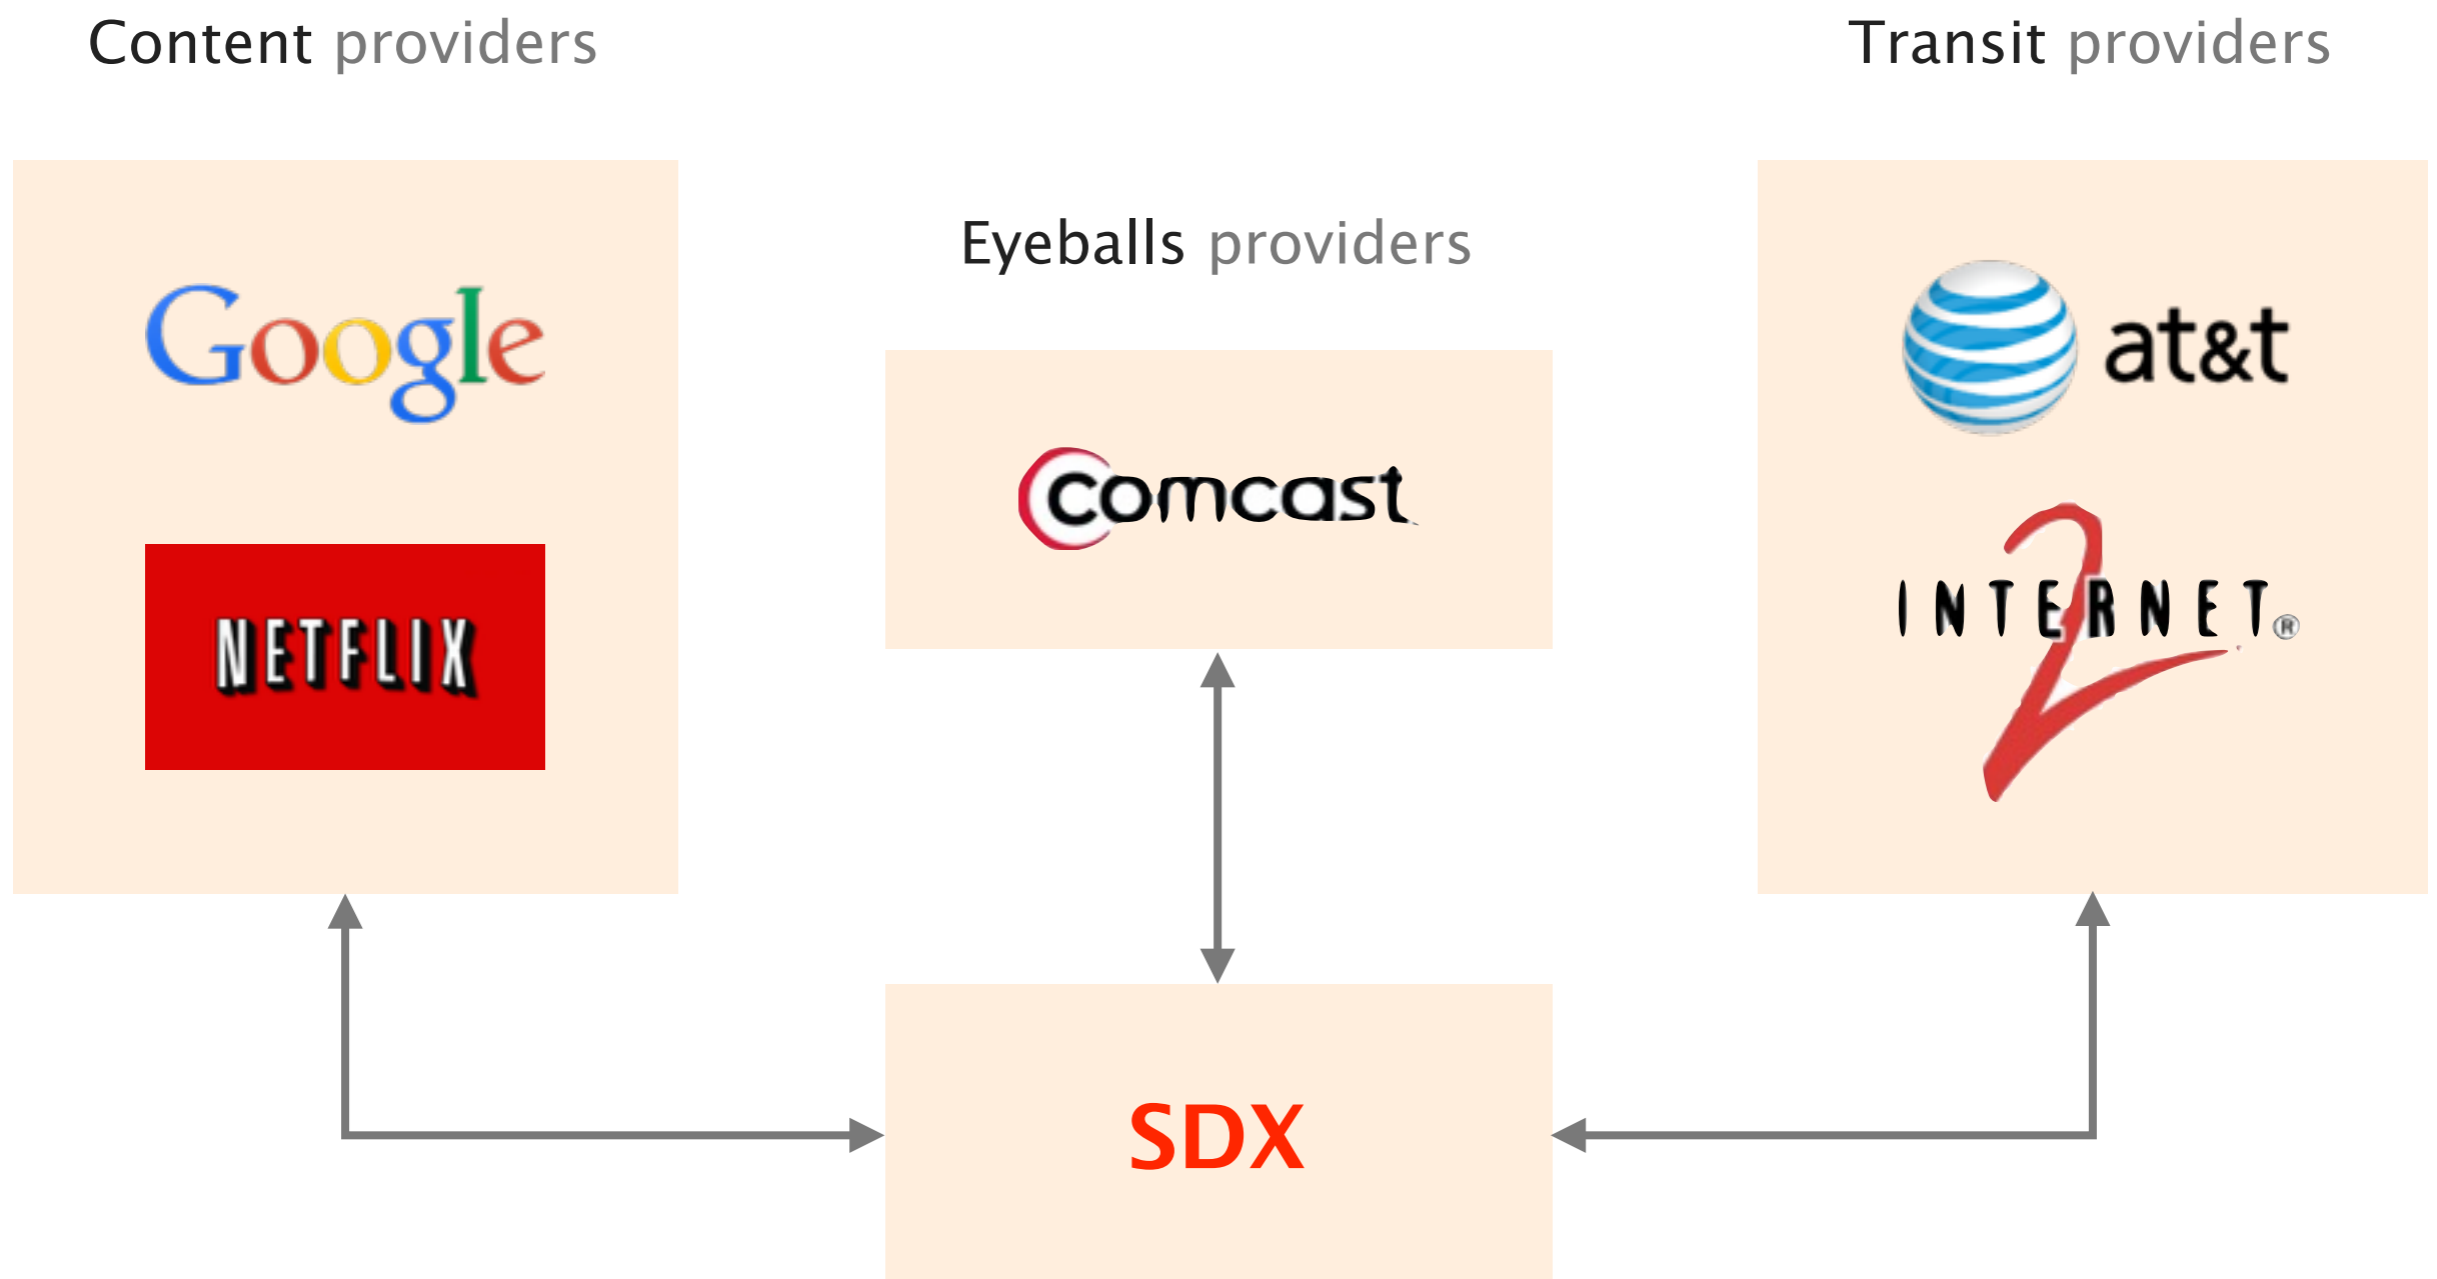 Content providers
Transit providers
Eyeballs providers
Google
NETFLIX
comcast
at&t
INTERNET®
2
SDX